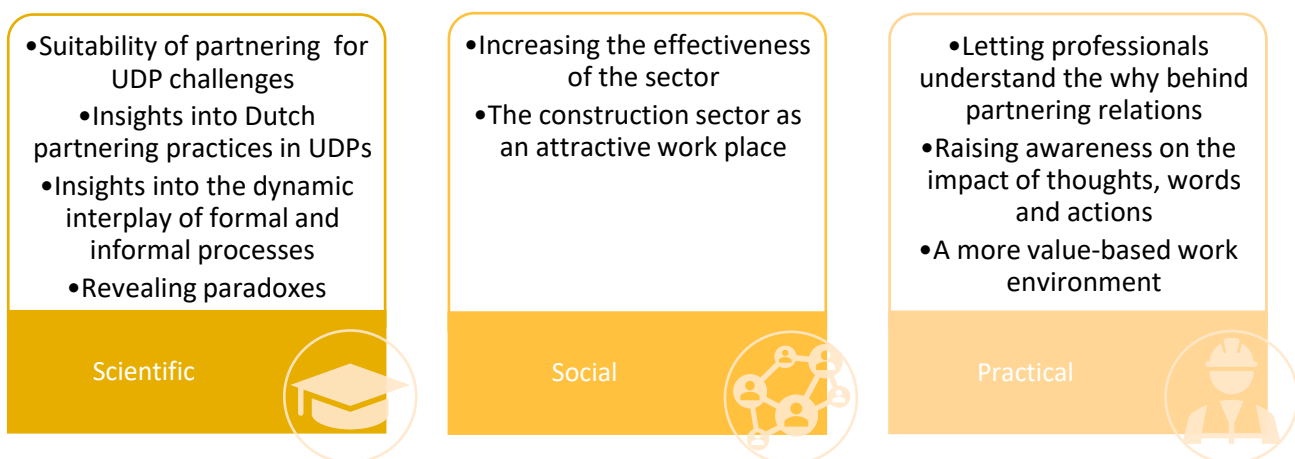 •Suitability of partnering for
UDP challenges
•Insights into Dutch
partnering practices in UDPs
•Insights into the dynamic
interplay of formal and
informal processes
•Revealing paradoxes
Scientific
•Increasing the effectiveness
of the sector
•The construction sector as
an attractive work place
Social
•Letting professionals
understand the why behind
partnering relations
•Raising awareness on the
impact of thoughts, words
and actions
•A more value-based work
environment
Practical